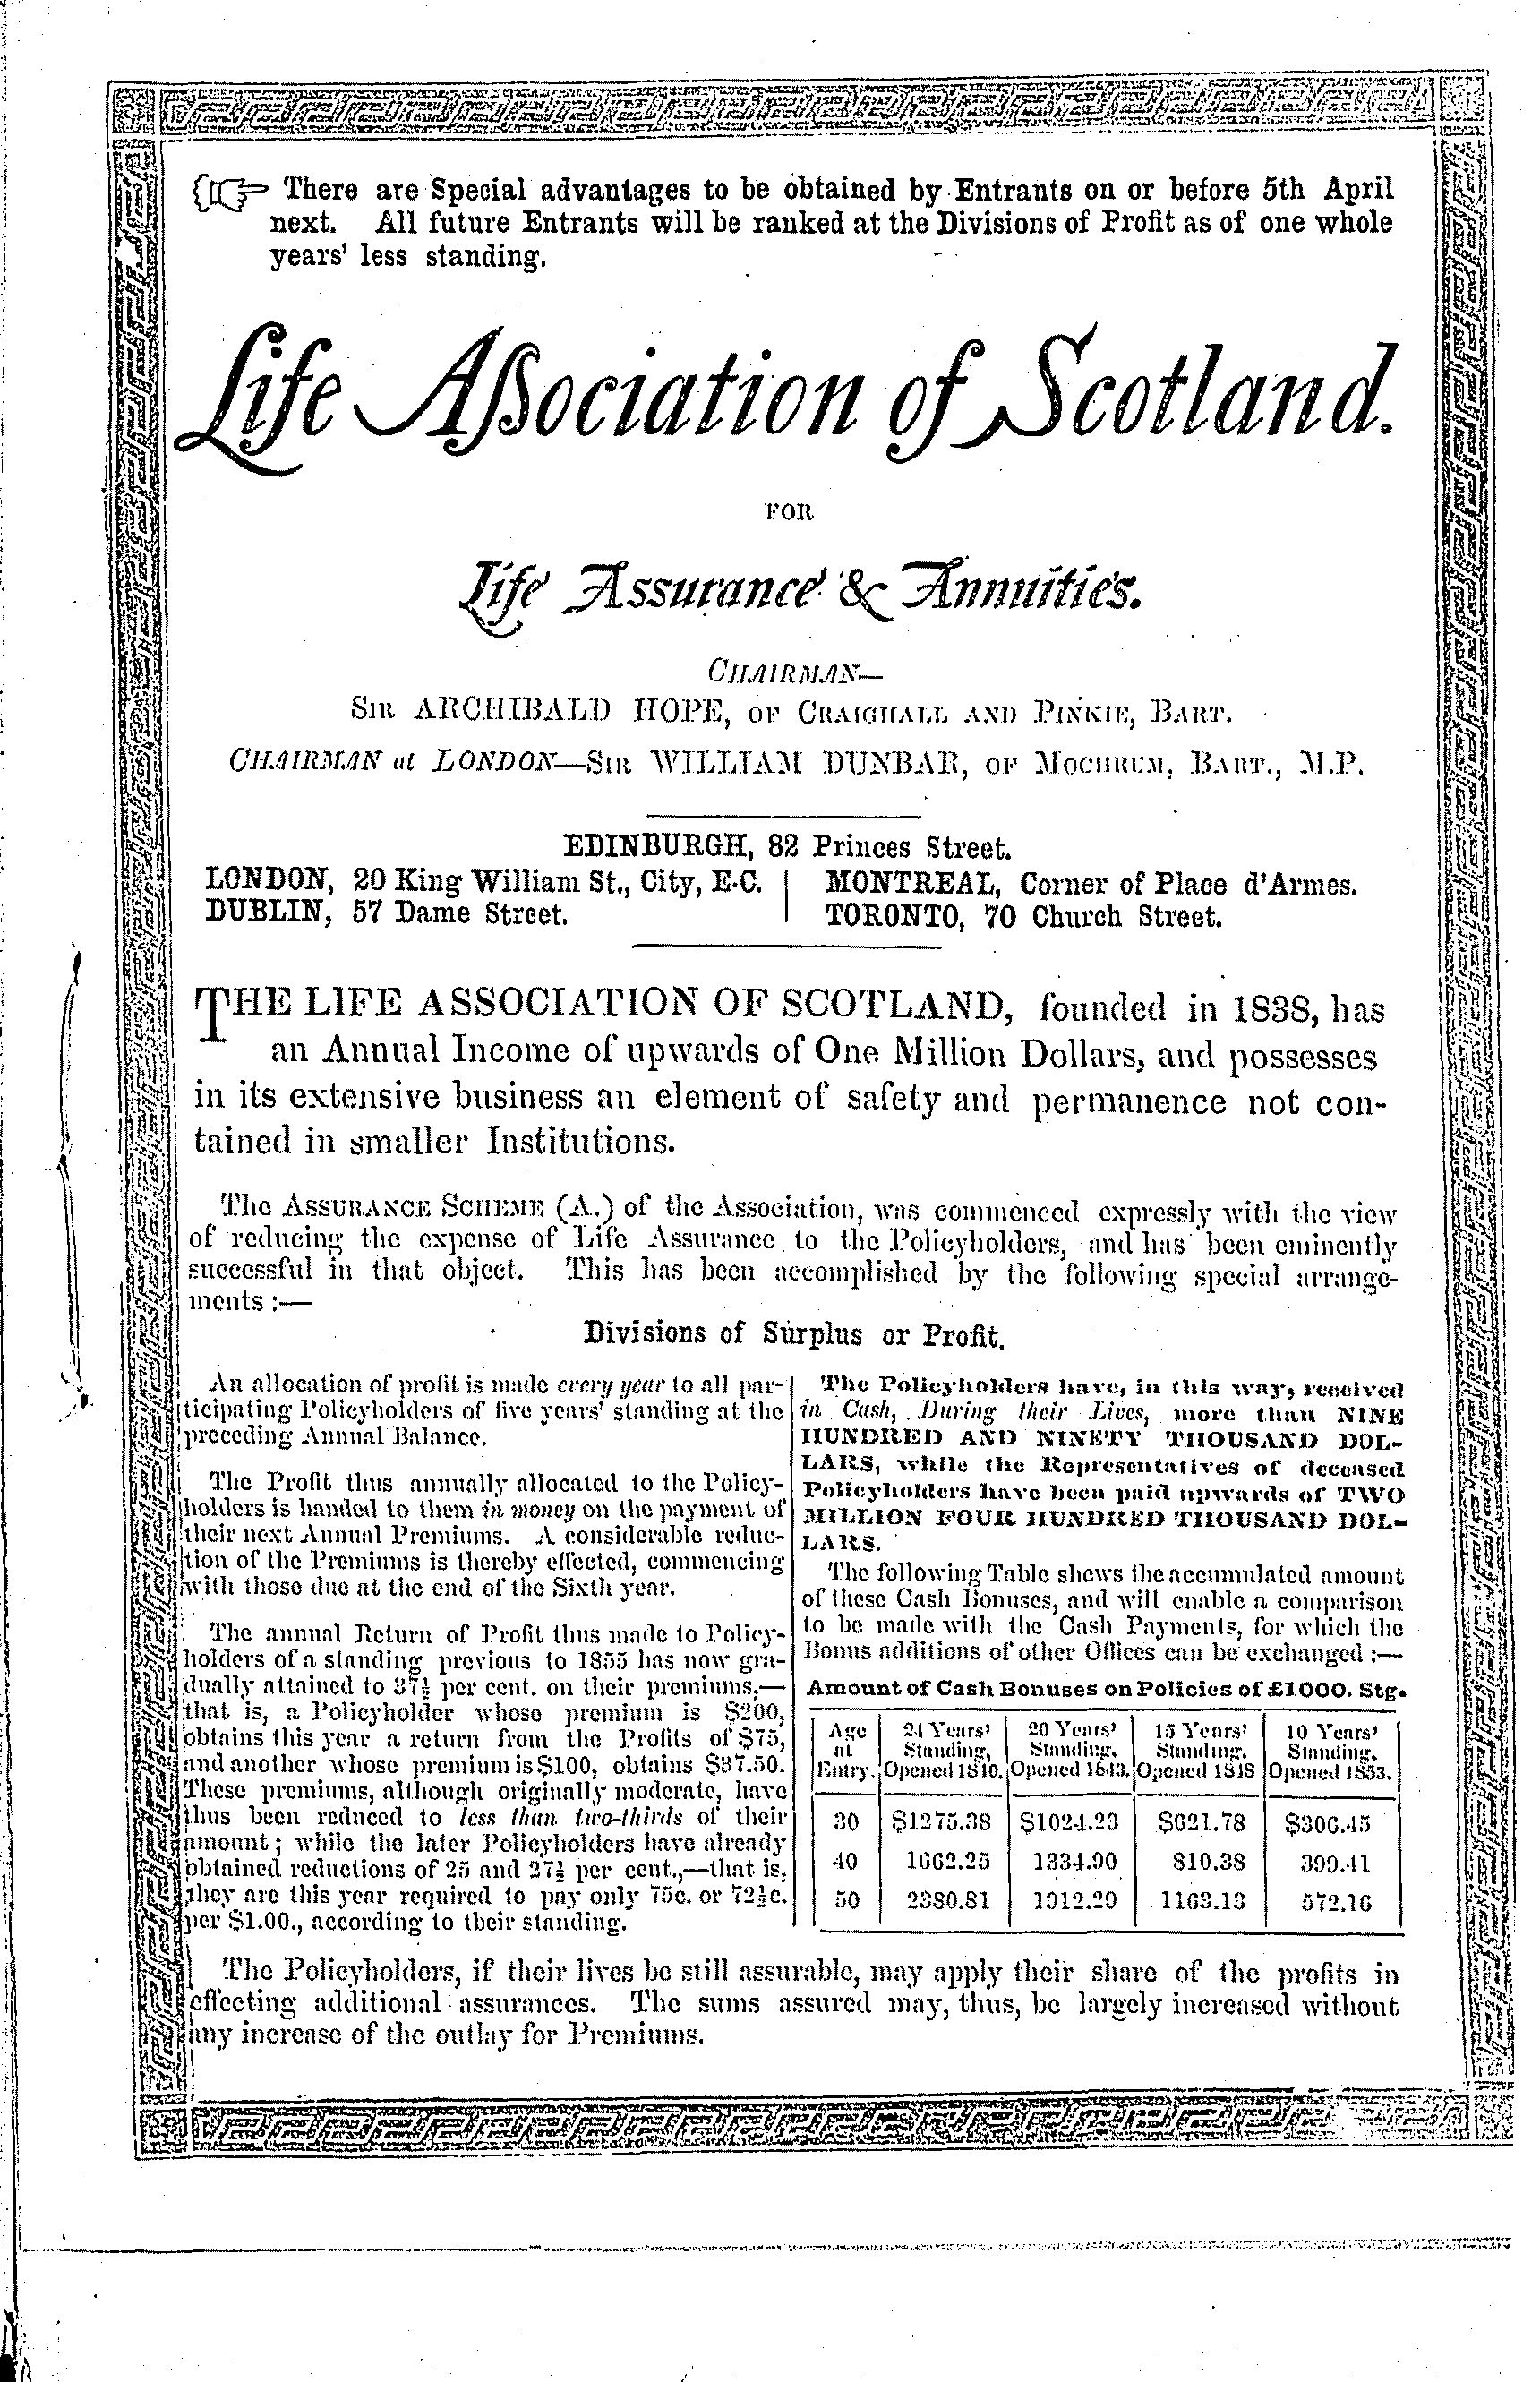 There are Special advantages to be obtained by Entrants on or before 5th April
next. All future Entrants will be ranked at the Divisions of Profit as of one whole
years' less standing.
Life Aſsociation of Scotland.
FOR
Life Assurance & Annuities.
CHAIRMAN—
SIR ARCHIBALD HOPE, OF CRAIGHALL AND PINKIE, BART.
CHAIRMAN at LONDON—SIR WILLIAM DUNBAR, OF MOCHRUM, BART., M.P.
EDINBURGH, 82 Princes Street.
LONDON, 20 King William St., City, E.C.
DUBLIN, 57 Dame Street.
MONTREAL, Corner of Place d'Armes.
TORONTO, 70 Church Street.
THE LIFE ASSOCIATION OF SCOTLAND, founded in 1838, has
an Annual Income of upwards of One Million Dollars, and possesses
in its extensive business an element of safety and permanence not con-
tained in smaller Institutions.
The ASSURANCE SCHEME (A.) of the Association, was commenced expressly with the view
of reducing the expense of Life Assurance to the Policyholders, and has been eminently
successful in that object. This has been accomplished by the following special arrange-
ments :—
Divisions of Surplus or Profit.
An allocation of profit is made every year to all par-
ticipating Policyholders of five years' standing at the
preceding Annual Balance.
The Profit thus annually allocated to the Policy-
holders is handed to them in money on the payment of
their next Annual Premiums. A considerable reduc-
tion of the Premiums is thereby effected, commencing
with those due at the end of the Sixth year.
The annual Return of Profit thus made to Policy-
holders of a standing previous to 1855 has now gra-
dually attained to 37½ per cent. on their premiums,—
that is, a Policyholder whose premium is $200,
obtains this year a return from the Profits of $75,
and another whose premium is $100, obtains $37.50.
These premiums, although originally moderate, have
thus been reduced to less than two-thirds of their
amount ; while the later Policyholders have already
obtained reductions of 25 and 27½ per cent.,—that is,
they are this year required to pay only 75c. or 72½c.
per $1.00., according to their standing.
The Policyholders have, in this way, received
in Cash, During their Lives, more than NINE
HUNDRED AND NINETY THOUSAND DOL-
LARS, while the Representatives of deceased
Policyholders have been paid upwards of TWO
MILLION FOUR HUNDRED THOUSAND DOL-
LARS.
The following Table shews the accumulated amount
of these Cash Bonuses, and will enable a comparison
to be made with the Cash Payments, for which the
Bonus additions of other Offices can be exchanged :—
Amount of Cash Bonuses on Policies of £1000. Stg.
Age at Entry. 24 Years' Standing, Opened 1840. 20 Years' Standing. Opened 1843. 15 Years' Standing. Opened 1848 10 Years' Standing. Opened 1853.
30 $1275.38 $1024.23 $621.78 $306.45
40 1662.25 1334.90 810.38 399.41
50 2380.81 1912.29 1163.13 572.16
The Policyholders, if their lives be still assurable, may apply their share of the profits in
effecting additional assurances. The sums assured may, thus, be largely increased without
any increase of the outlay for Premiums.